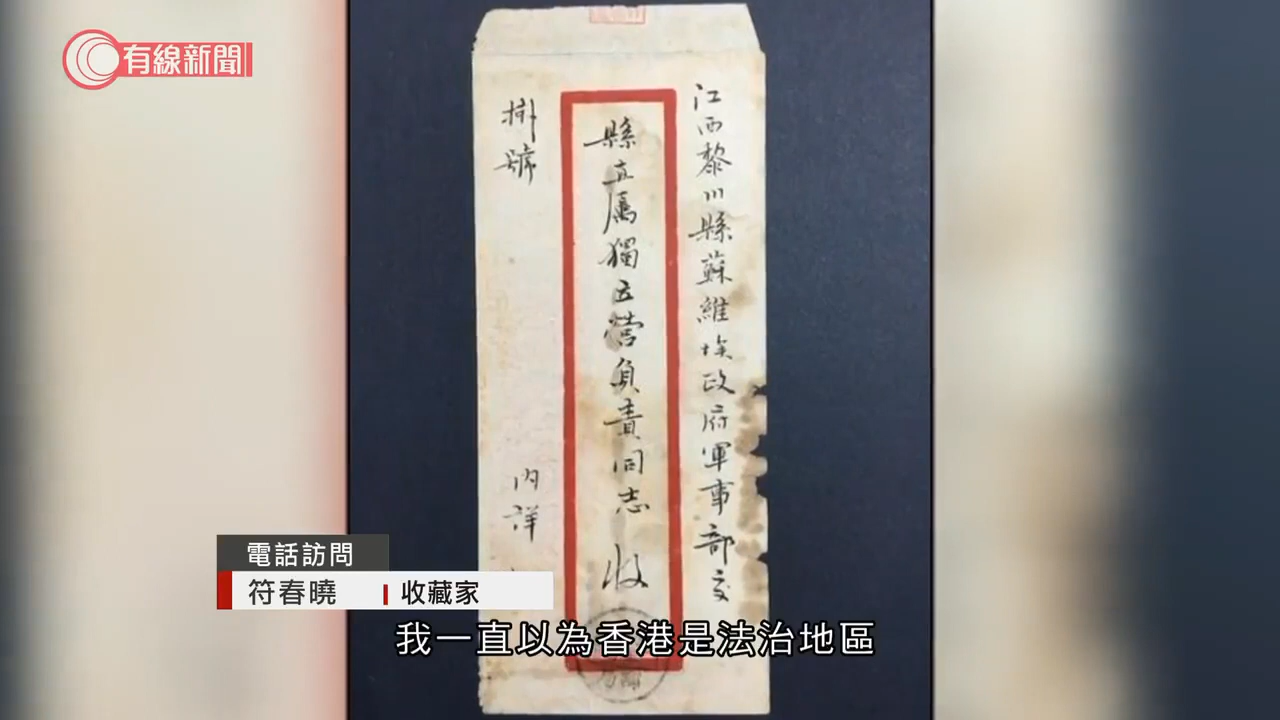 有線新聞
江西黎川縣蘇維埃政府軍事部交
縣直屬獨立營負責同志 收
掛號
內詳
電話訪問
符春曉
收藏家
我一直以為香港是法治地區